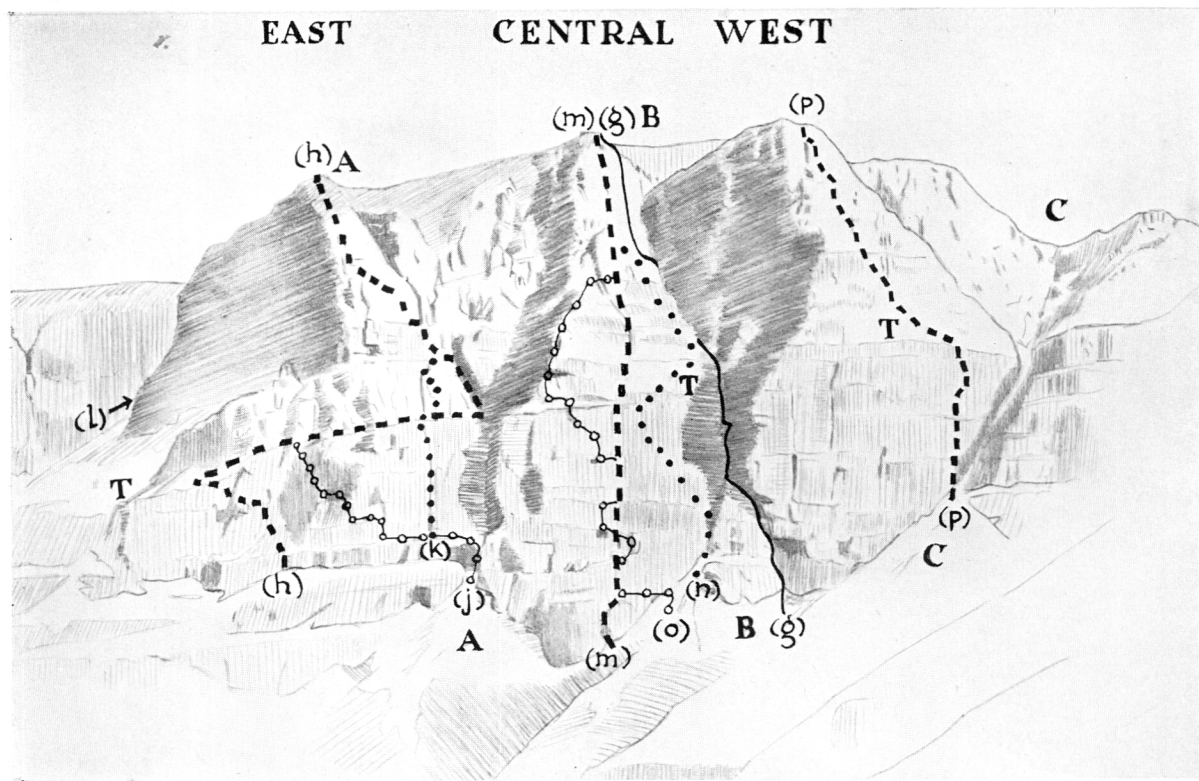 EAST CENTRAL WEST
(p)
(m) (g) B
(h) A
C
T
T
(l)
T
(p)
(k)
C
(h)
(j)
(n)
(o)
A
B (g)
(m)